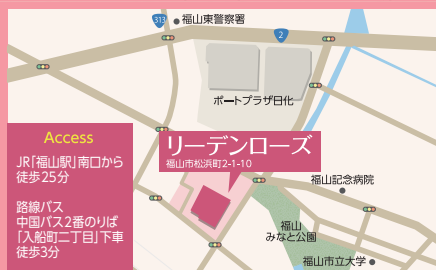 313
福山東警察署
2
ポートプラザ日化
リーデンローズ
福山市松浜町2-1-10
福山記念病院
福山
みなと公園
福山市立大学
Access
JR「福山駅」南口から
徒歩25分
路線バス
中国バス2番のりば
「入船町二丁目」下車
徒歩3分